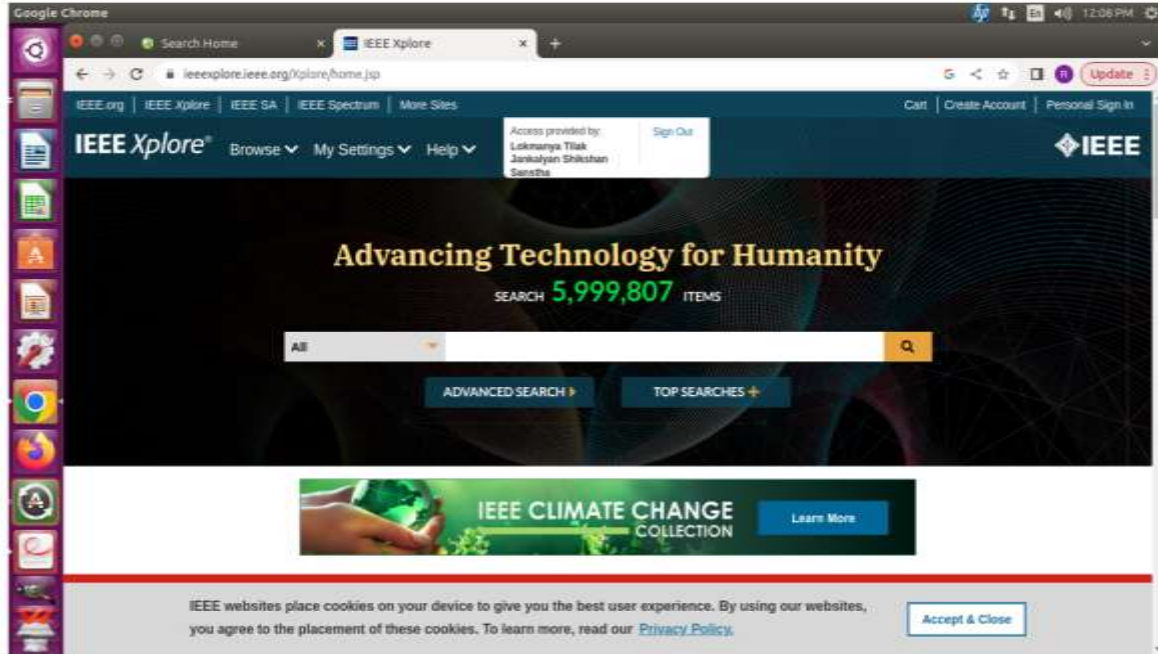 Google Chrome
En 12:06 PM
Search Home
IEEE Xplore
ieeexplore.ieee.org/Xplore/home.jsp
Update
IEEE.org | IEEE Xplore | IEEE SA | IEEE Spectrum | More Sites
Cart | Create Account | Personal Sign In
IEEE Xplore®
Browse
My Settings
Help
Access provided by:
Lokmanya Tilak
Jankalyan Shikshan
Sanstha
Sign Out
IEEE
Advancing Technology for Humanity
SEARCH 5,999,807 ITEMS
All
ADVANCED SEARCH
TOP SEARCHES
IEEE CLIMATE CHANGE
COLLECTION
Learn More
IEEE websites place cookies on your device to give you the best user experience. By using our websites,
you agree to the placement of these cookies. To learn more, read our Privacy Policy.
Accept & Close